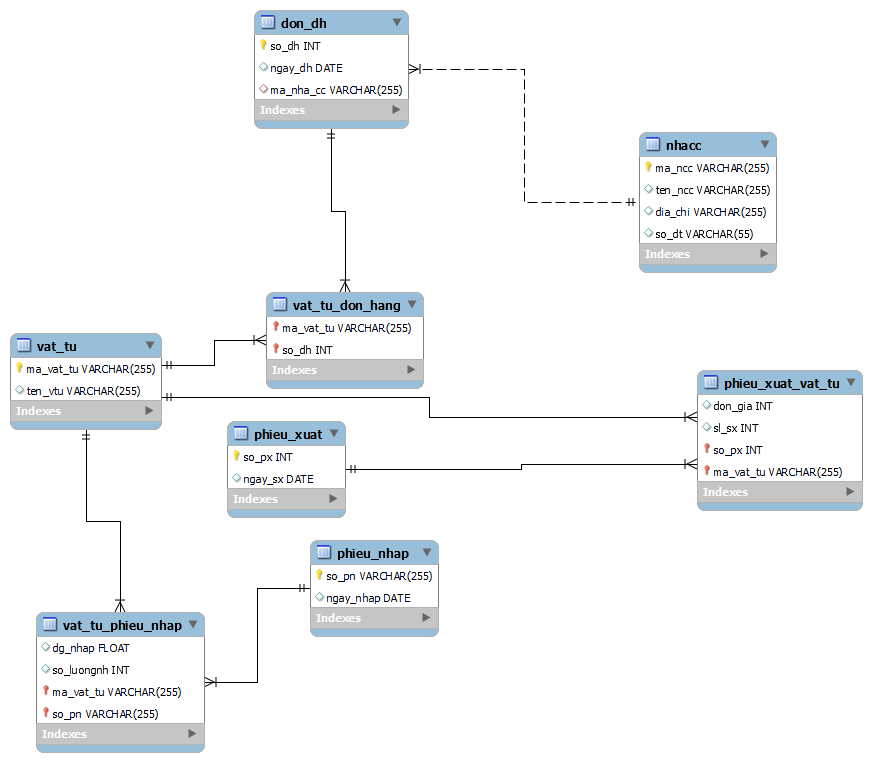 don_dh
so_dh INT
ngay_dh DATE
ma_nha_cc VARCHAR(255)
Indexes
nhacc
ma_ncc VARCHAR(255)
ten_ncc VARCHAR(255)
dia_chi VARCHAR(255)
so_dt VARCHAR(55)
Indexes
vat_tu_don_hang
ma_vat_tu VARCHAR(255)
so_dh INT
Indexes
vat_tu
ma_vat_tu VARCHAR(255)
ten_vtu VARCHAR(255)
Indexes
phieu_xuat_vat_tu
don_gia INT
sl_sx INT
so_px INT
ma_vat_tu VARCHAR(255)
Indexes
phieu_xuat
so_px INT
ngay_sx DATE
Indexes
phieu_nhap
so_pn VARCHAR(255)
ngay_nhap DATE
Indexes
vat_tu_phieu_nhap
dg_nhap FLOAT
so_luongnh INT
ma_vat_tu VARCHAR(255)
so_pn VARCHAR(255)
Indexes